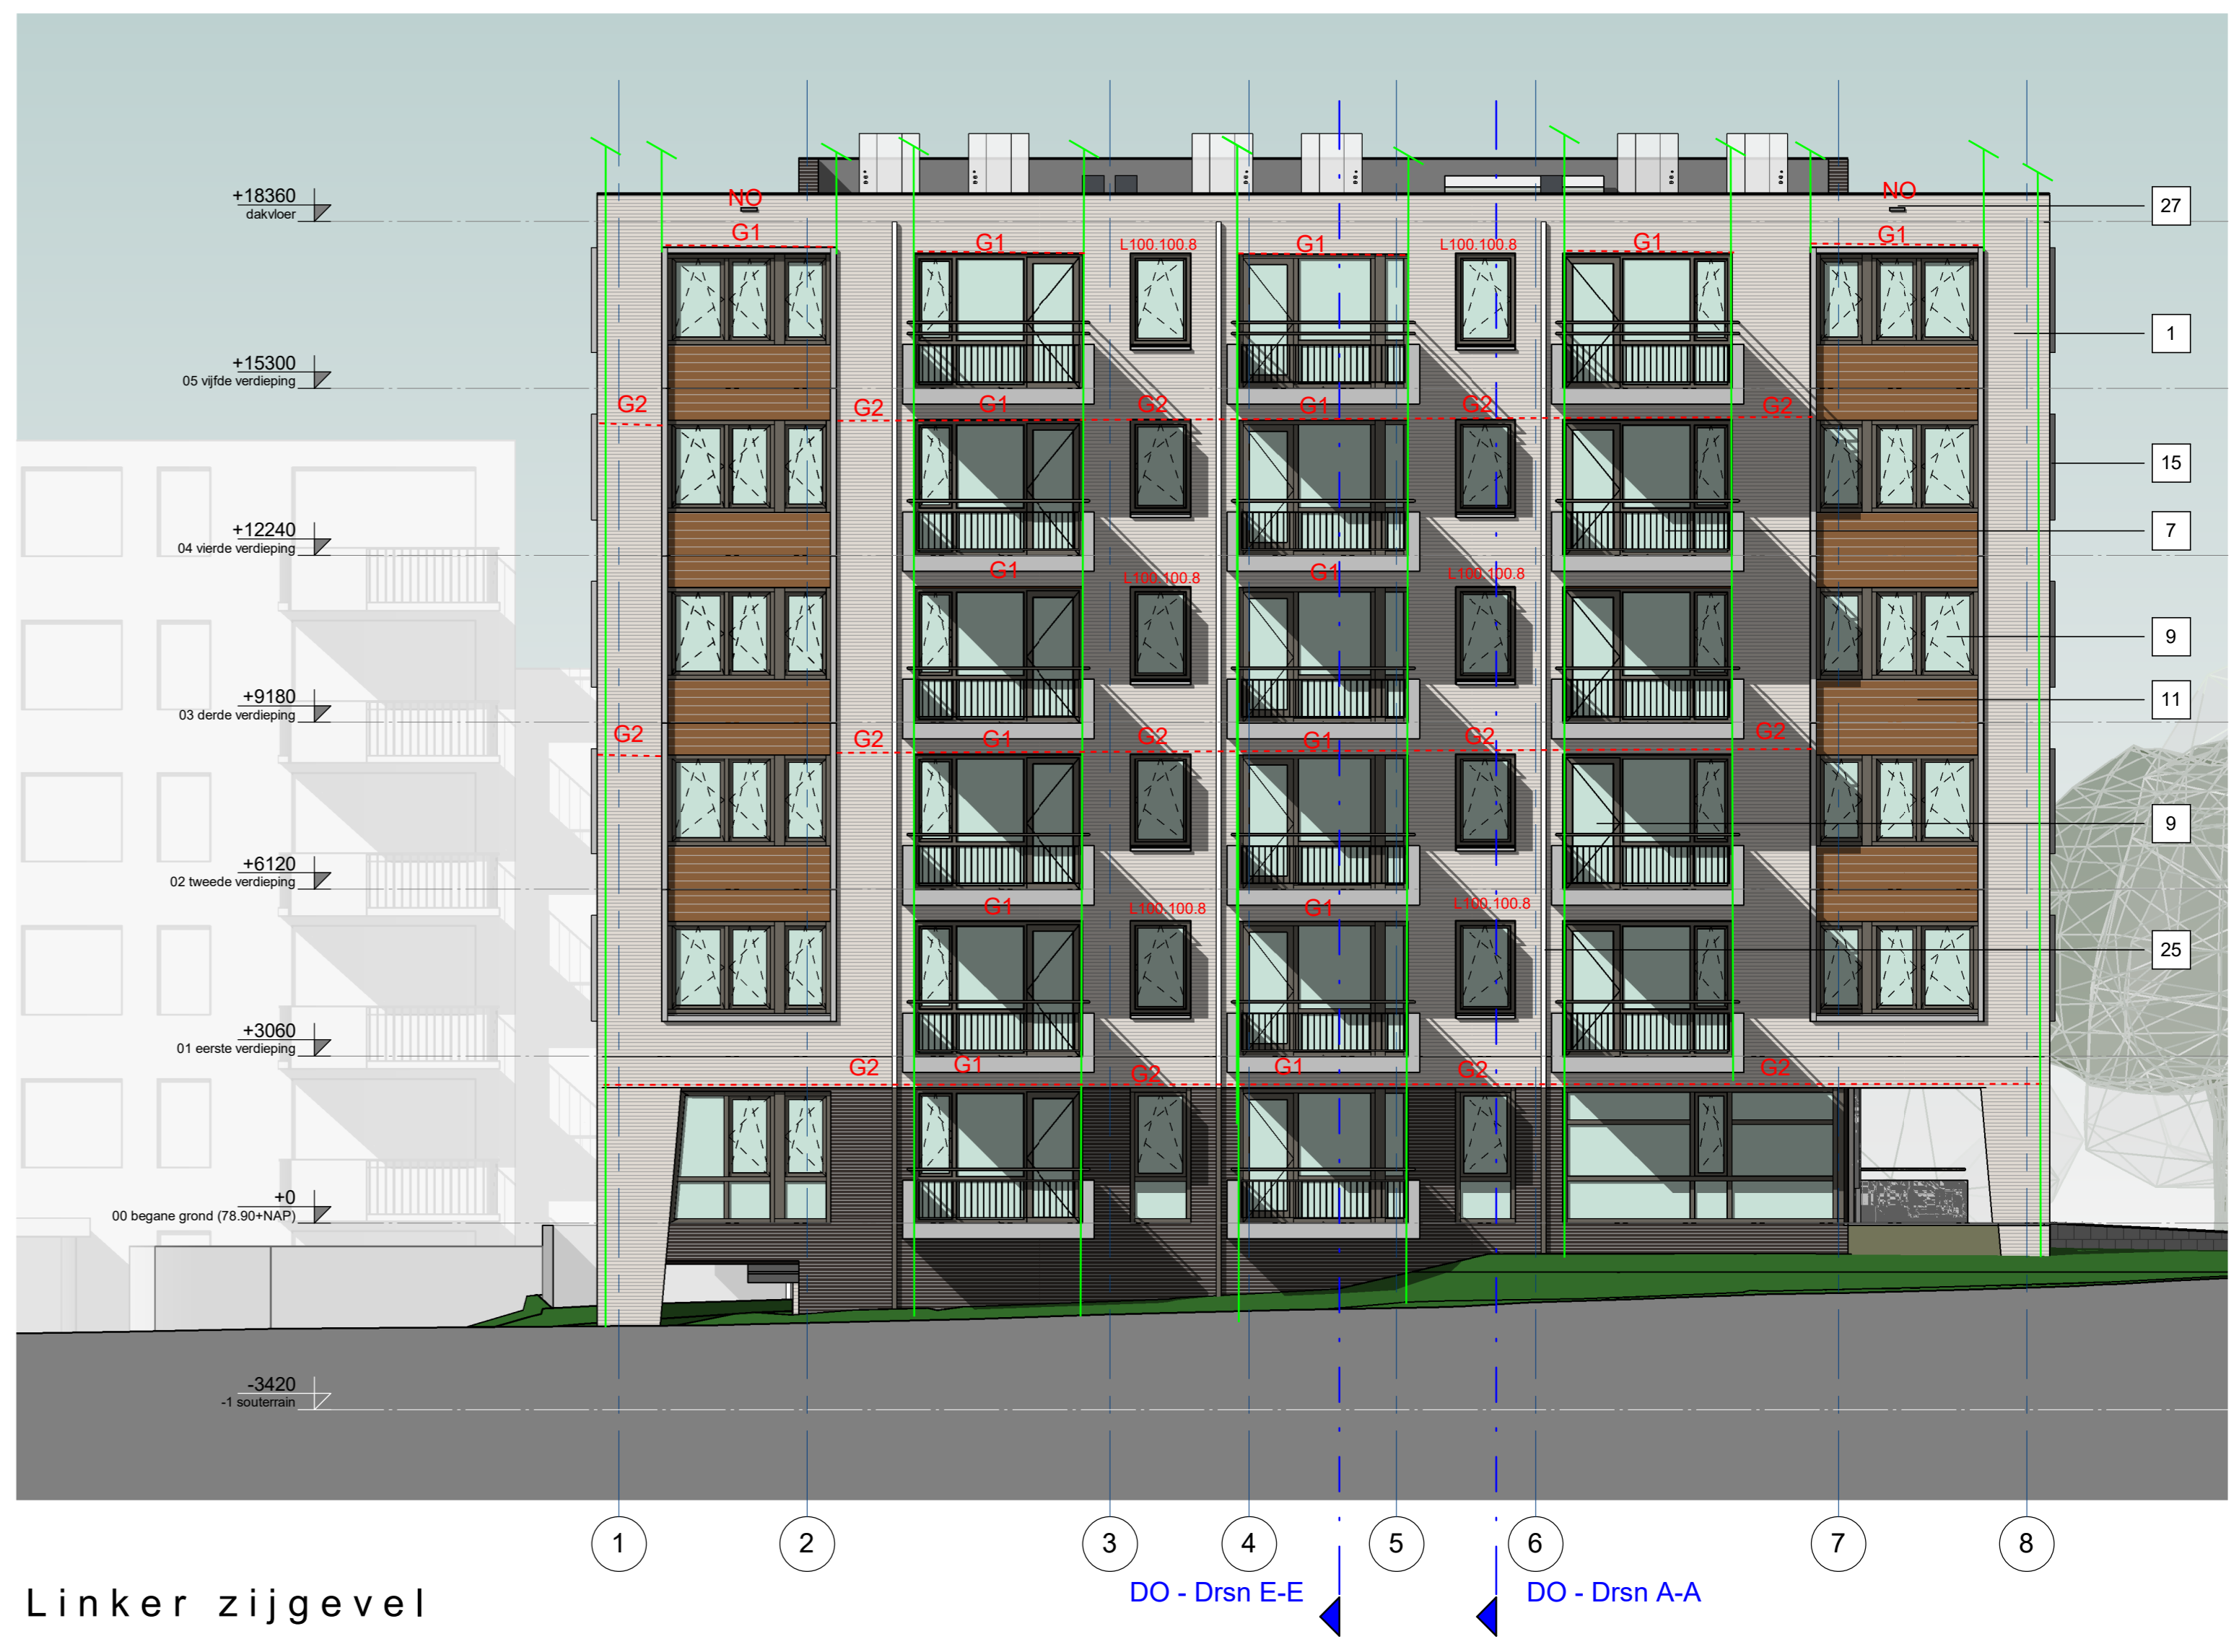 NO
NO
+18360
dakvloer
27
G1
G1
L100.100.8
G1
L100.100.8
G1
G1
1
+15300
05 vijfde verdieping
G2
G2
G1
G2
G1
G2
G2
15
+12240
04 vierde verdieping
7
G1
L100.100.8
G1
L100.100.8
9
+9180
03 derde verdieping
11
G2
G2
G1
G2
G1
G2
G2
9
+6120
02 tweede verdieping
G1
L100.100.8
G1
L100.100.8
25
+3060
01 eerste verdieping
G2
G1
G2
G1
G2
G2
+0
00 begane grond (78.90+NAP)
-3420
-1 souterrain
1
2
3
4
5
6
7
8
DO - Drsn E-E
DO - Drsn A-A
Linker zijgevel